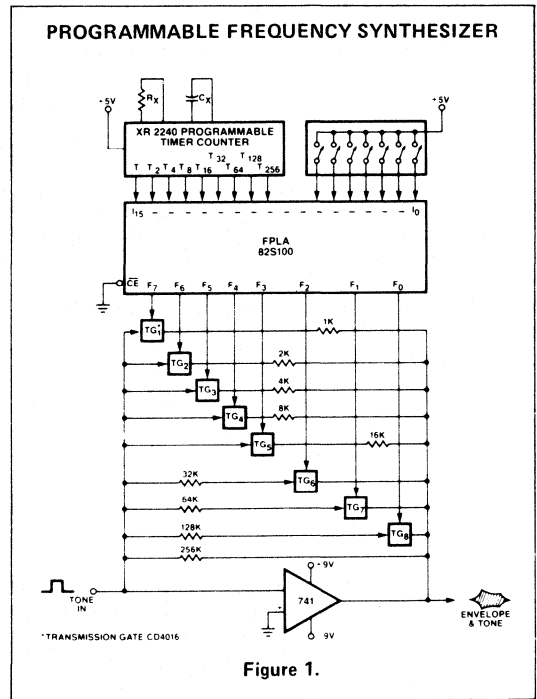 PROGRAMMABLE FREQUENCY SYNTHESIZER
+5V
RX
CX
+5V
XR 2240 PROGRAMMABLE
TIMER COUNTER
T T2 T4 T8 T16 T32 T64 T128 T256
I15 - - - - - - - - - - - - - - I0
FPLA
82S100
CE F7 F6 F5 F4 F3 F2 F1 F0
TG1*
1K
TG2
2K
TG3
4K
TG4
8K
TG5
16K
32K
TG6
64K
TG7
128K
TG8
256K
-9V
TONE
IN
741
+
9V
ENVELOPE
& TONE
*TRANSMISSION GATE CD4016
Figure 1.